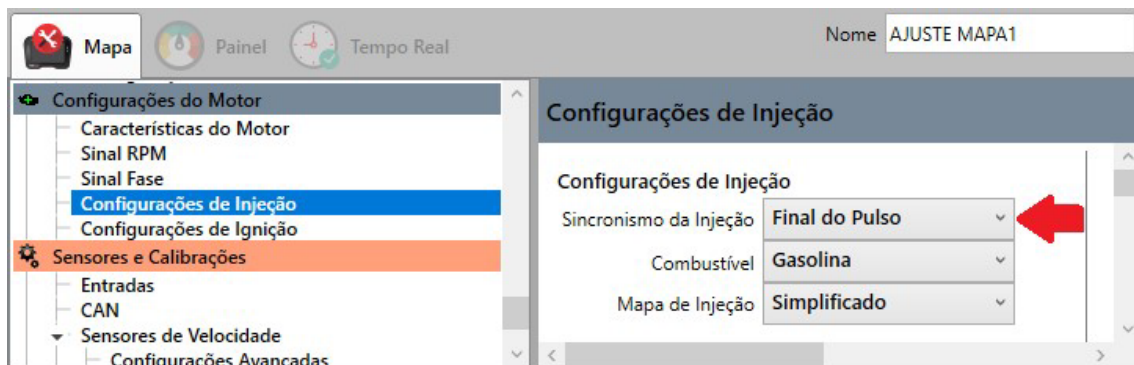 Mapa
Painel
Tempo Real
Nome AJUSTE MAPA1
Configurações do Motor
Características do Motor
Sinal RPM
Sinal Fase
Configurações de Injeção
Configurações de Ignição
Sensores e Calibrações
Entradas
CAN
Sensores de Velocidade
Configurações Avançadas
Configurações de Injeção
Configurações de Injeção
Sincronismo da Injeção Final do Pulso
Combustível Gasolina
Mapa de Injeção Simplificado